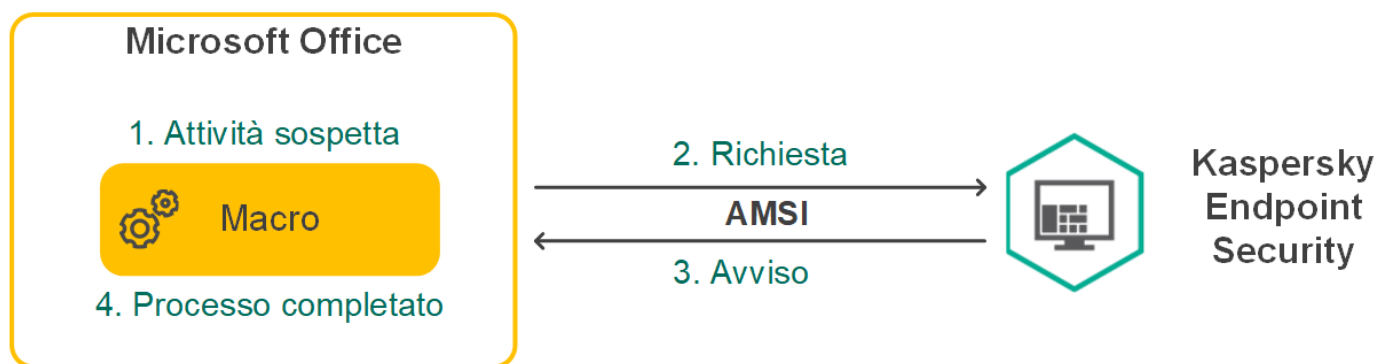 Microsoft Office
1. Attività sospetta
Macro
4. Processo completato
2. Richiesta
AMSI
3. Avviso
Kaspersky
Endpoint
Security